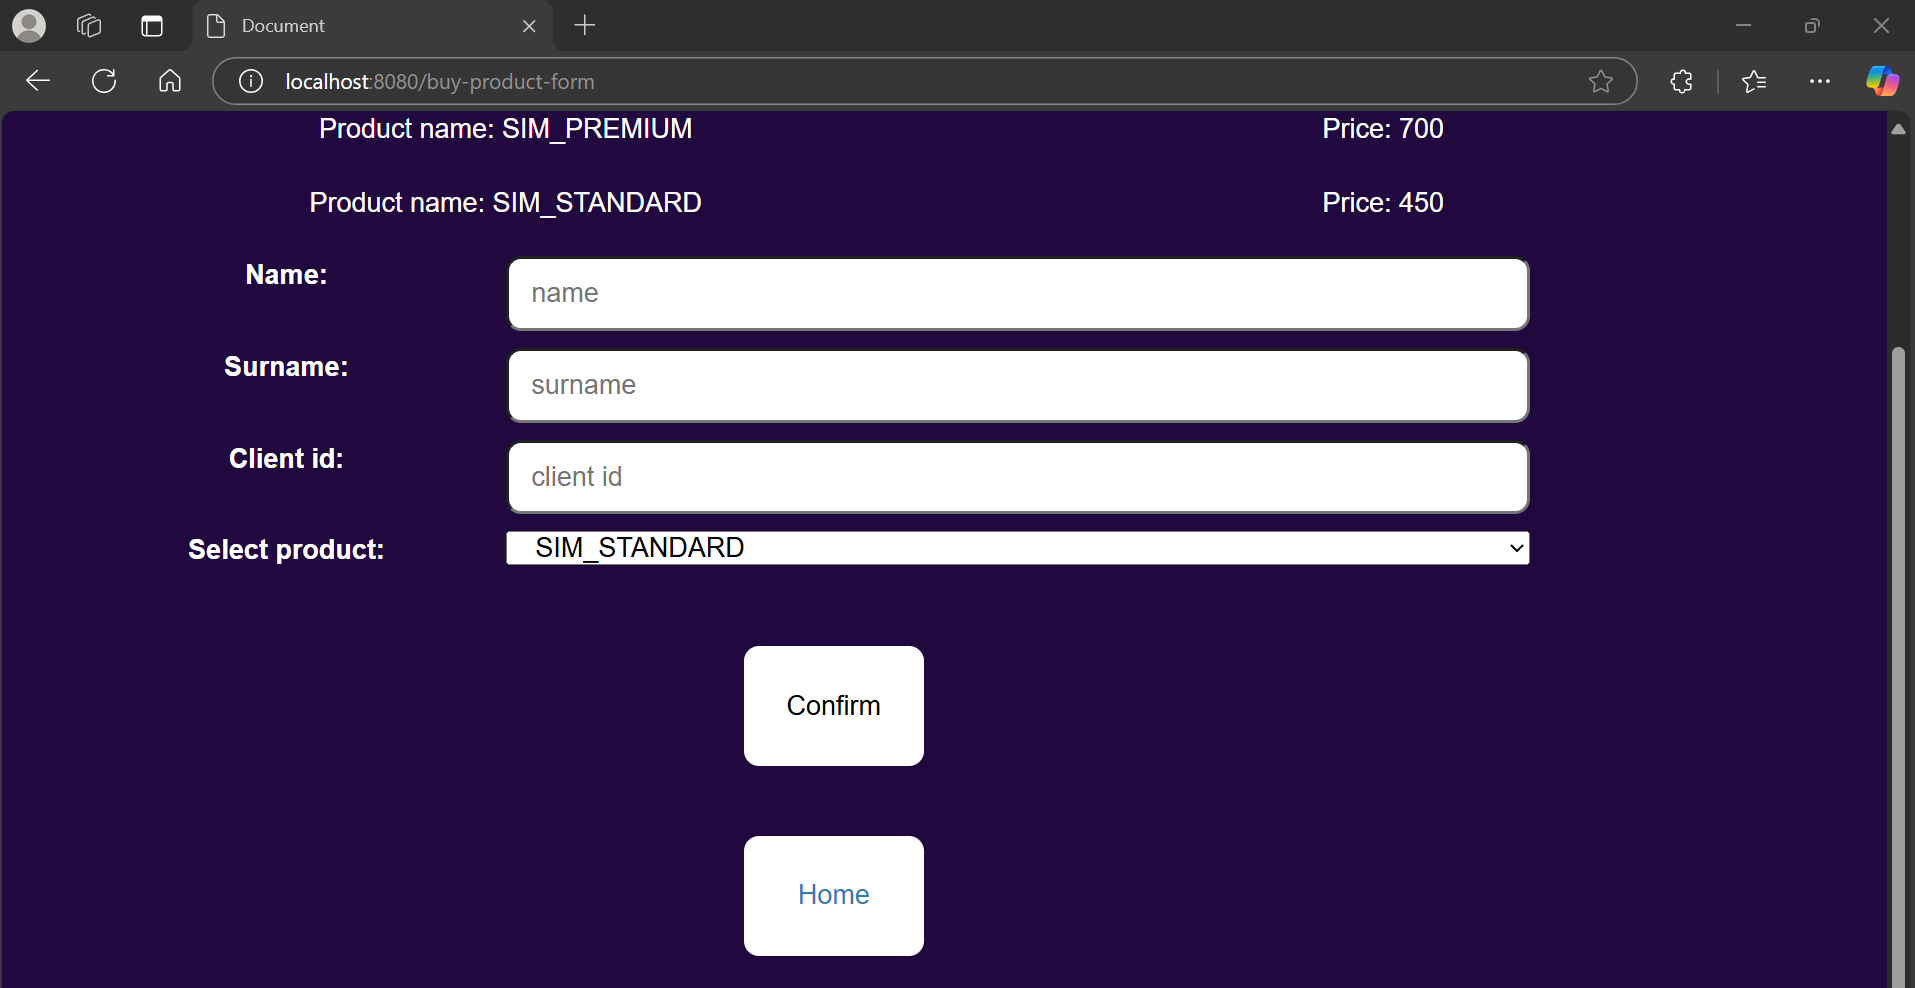 Document
localhost:8080/buy-product-form
Product name: SIM_PREMIUM Price: 700
Product name: SIM_STANDARD Price: 450
Name: name
Surname: surname
Client id: client id
Select product: SIM_STANDARD
Confirm
Home